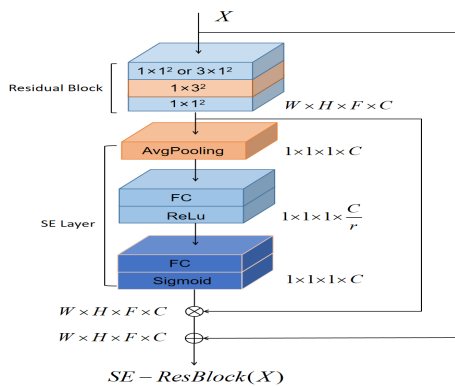 X
1×1² or 3×1²
Residual Block
1×3²
1×1²
W×H×F×C
AvgPooling
1×1×1×C
FC
SE Layer
ReLu
1×1×1×C/r
FC
Sigmoid
1×1×1×C
W×H×F×C
W×H×F×C
SE−ResBlock(X)